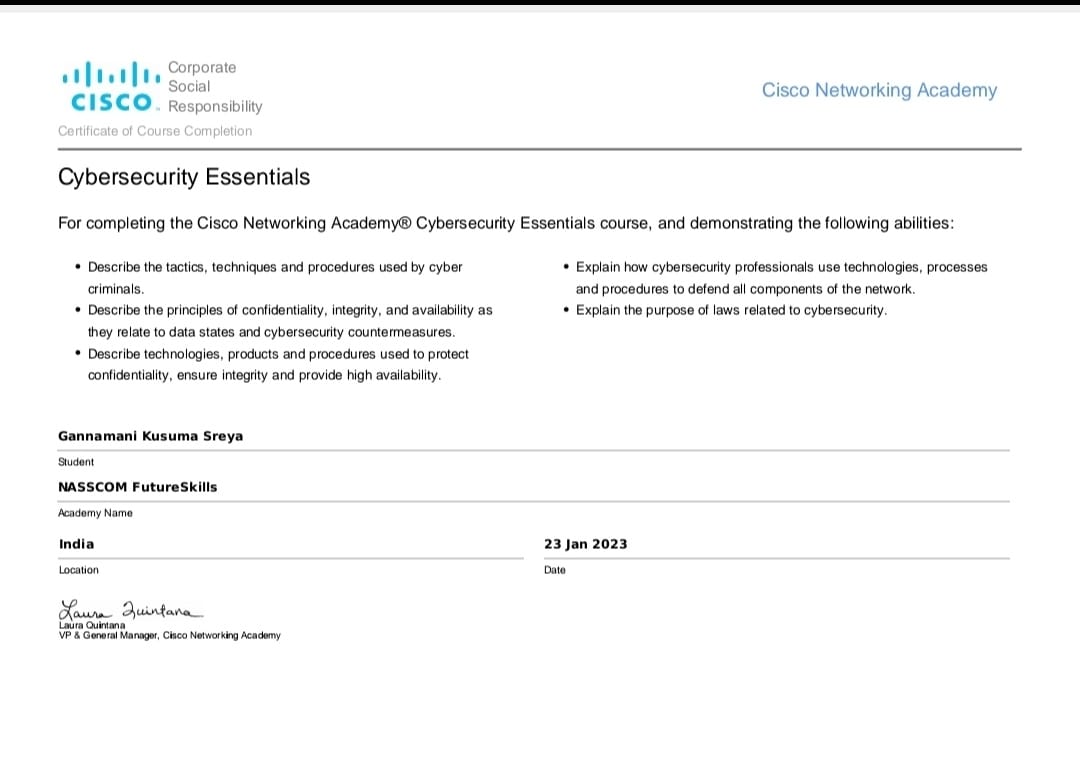 Corporate
Social
CISCO Responsibility
Cisco Networking Academy
Certificate of Course Completion
Cybersecurity Essentials
For completing the Cisco Networking Academy® Cybersecurity Essentials course, and demonstrating the following abilities:
• Describe the tactics, techniques and procedures used by cyber
criminals.
• Describe the principles of confidentiality, integrity, and availability as
they relate to data states and cybersecurity countermeasures.
• Describe technologies, products and procedures used to protect
confidentiality, ensure integrity and provide high availability.
• Explain how cybersecurity professionals use technologies, processes
and procedures to defend all components of the network.
• Explain the purpose of laws related to cybersecurity.
Gannamani Kusuma Sreya
Student
NASSCOM FutureSkills
Academy Name
India
Location
23 Jan 2023
Date
Laura Quintana
Laura Quintana
VP & General Manager, Cisco Networking Academy